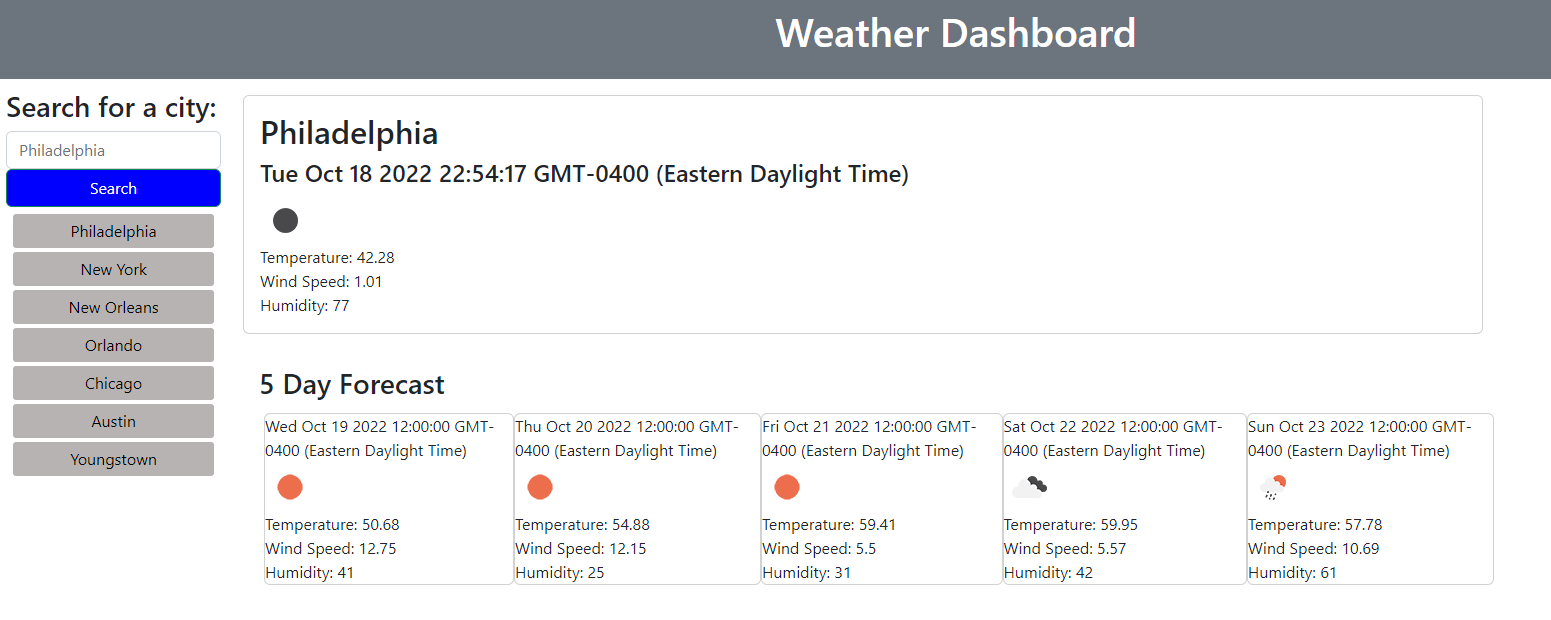 Weather Dashboard
Search for a city:
Philadelphia
Search
Philadelphia
New York
New Orleans
Orlando
Chicago
Austin
Youngstown
Philadelphia
Tue Oct 18 2022 22:54:17 GMT-0400 (Eastern Daylight Time)
Temperature: 42.28
Wind Speed: 1.01
Humidity: 77
5 Day Forecast
Wed Oct 19 2022 12:00:00 GMT-
0400 (Eastern Daylight Time)
Temperature: 50.68
Wind Speed: 12.75
Humidity: 41
Thu Oct 20 2022 12:00:00 GMT-
0400 (Eastern Daylight Time)
Temperature: 54.88
Wind Speed: 12.15
Humidity: 25
Fri Oct 21 2022 12:00:00 GMT-
0400 (Eastern Daylight Time)
Temperature: 59.41
Wind Speed: 5.5
Humidity: 31
Sat Oct 22 2022 12:00:00 GMT-
0400 (Eastern Daylight Time)
Temperature: 59.95
Wind Speed: 5.57
Humidity: 42
Sun Oct 23 2022 12:00:00 GMT-
0400 (Eastern Daylight Time)
Temperature: 57.78
Wind Speed: 10.69
Humidity: 61